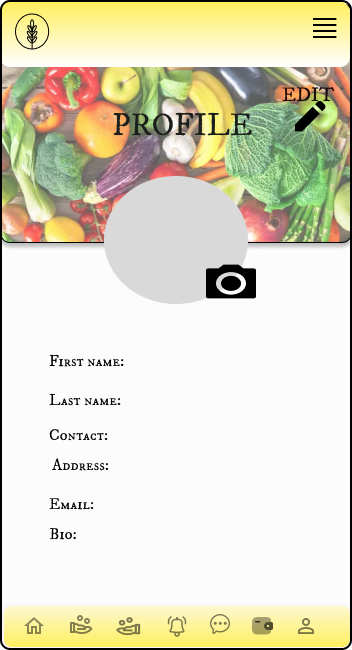 EDIT
PROFILE
First name:
Last name:
Contact:
Address:
Email:
Bio: